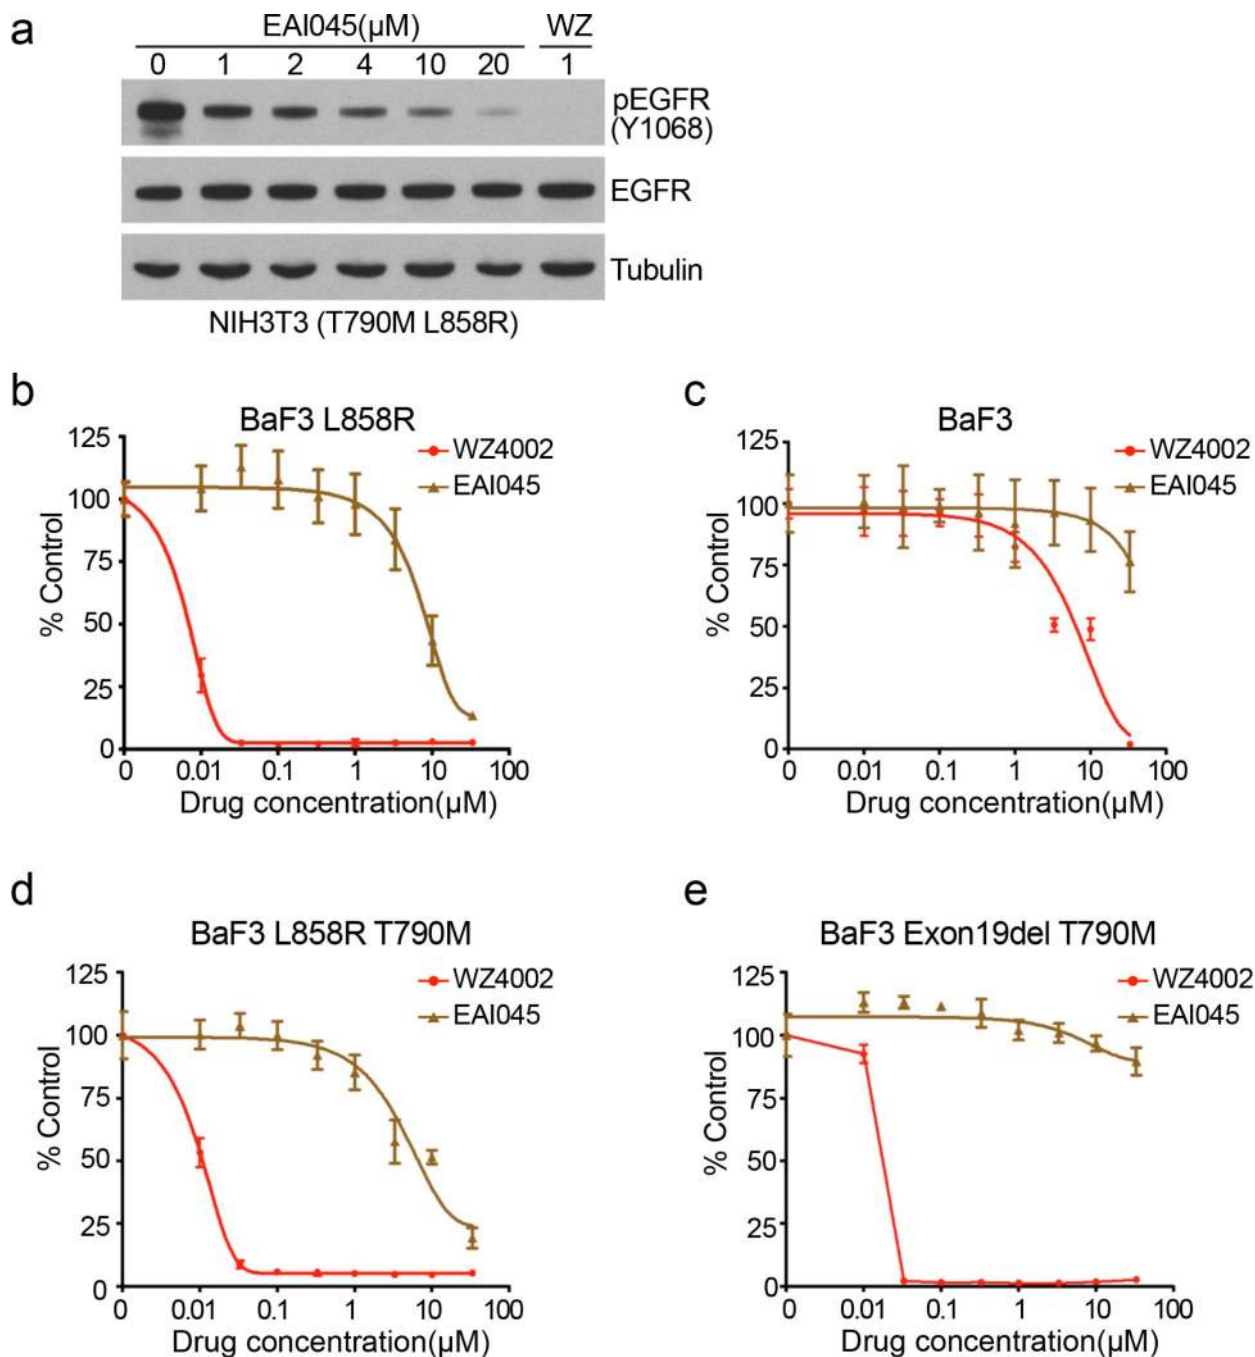 a
EAI045(µM) WZ
0 1 2 4 10 20 1
pEGFR
(Y1068)
EGFR
Tubulin
NIH3T3 (T790M L858R)
b
BaF3 L858R
125
100
75
50
25
0
% Control
WZ4002
EAI045
0 0.01 0.1 1 10 100
Drug concentration(µM)
c
BaF3
125
100
75
50
25
0
% Control
WZ4002
EAI045
0 0.01 0.1 1 10 100
Drug concentration(µM)
d
BaF3 L858R T790M
125
100
75
50
25
0
% Control
WZ4002
EAI045
0 0.01 0.1 1 10 100
Drug concentration(µM)
e
BaF3 Exon19del T790M
125
100
75
50
25
0
% Control
WZ4002
EAI045
0 0.01 0.1 1 10 100
Drug concentration(µM)